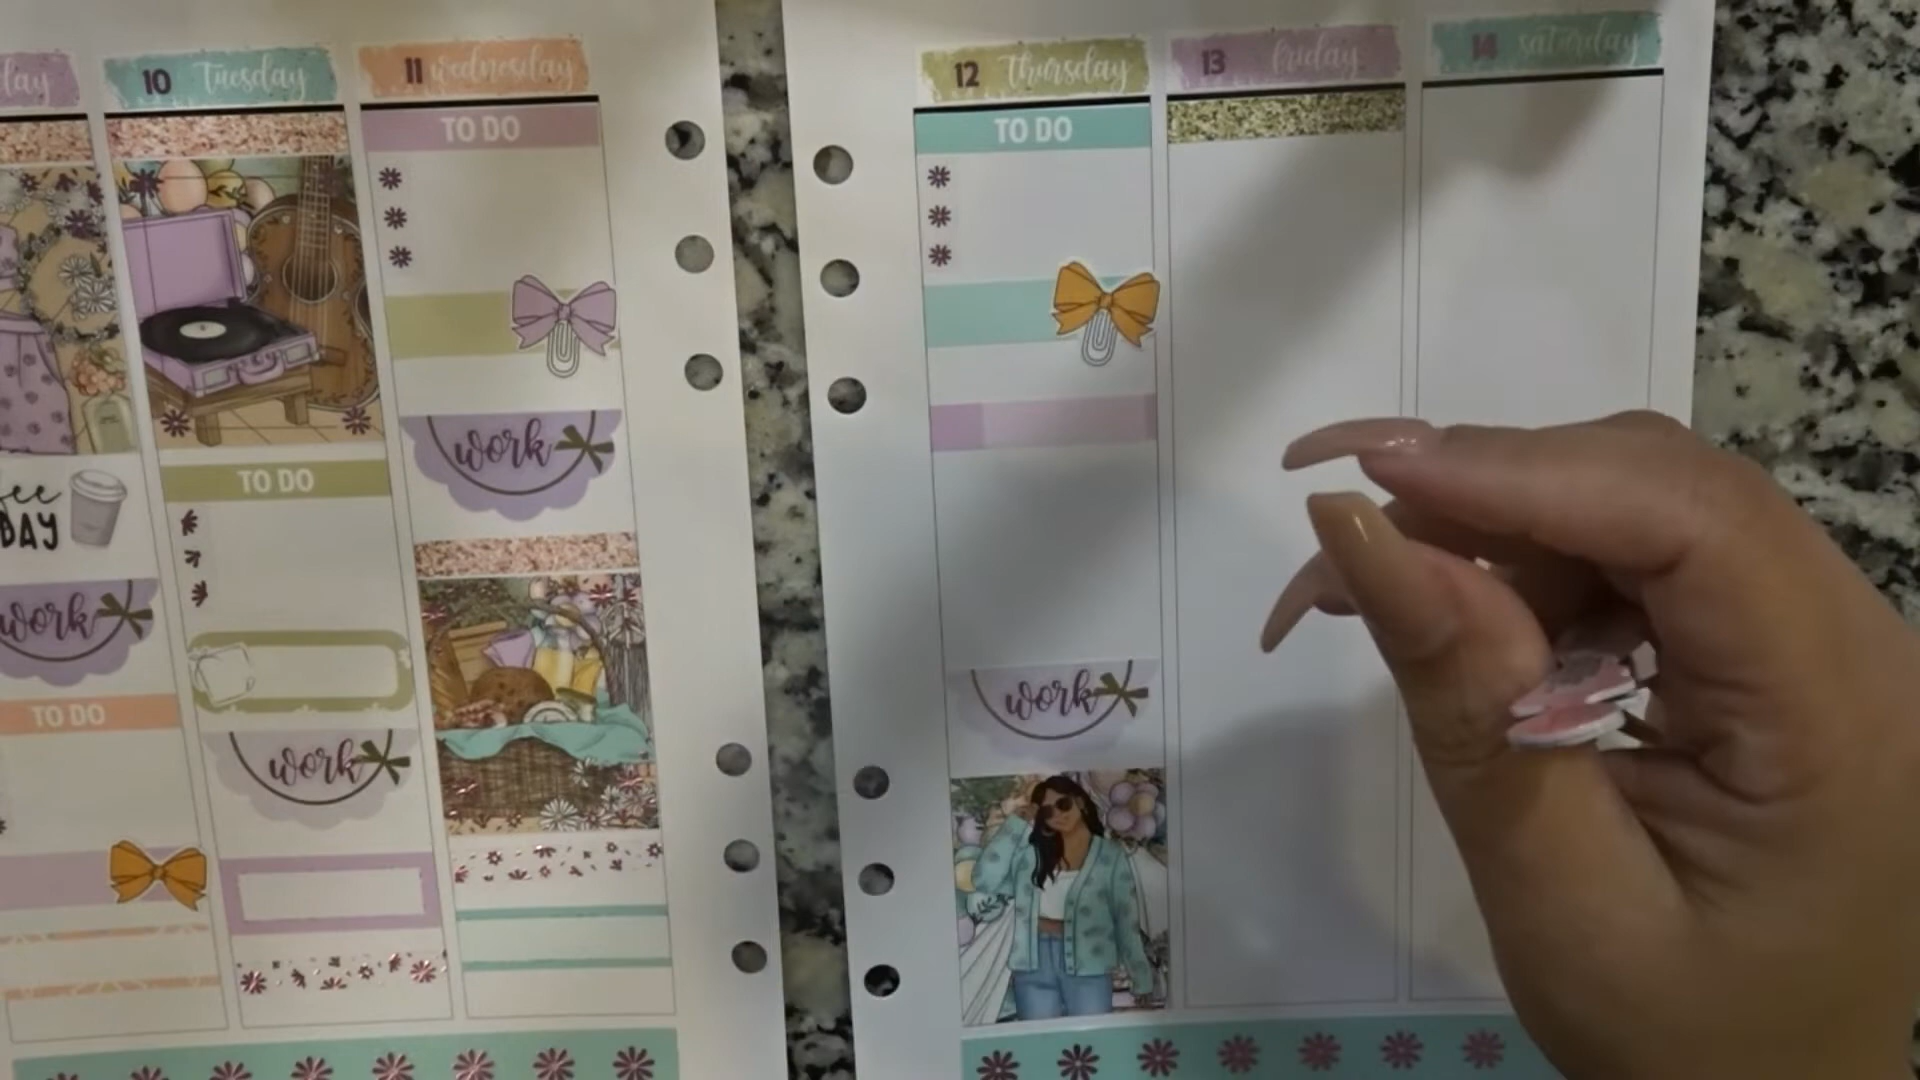 day
10 tuesday
11 wednesday
12 thursday
13 friday
14 saturday
TO DO
TO DO
work
TO DO
DAY
work
TO DO
work
work